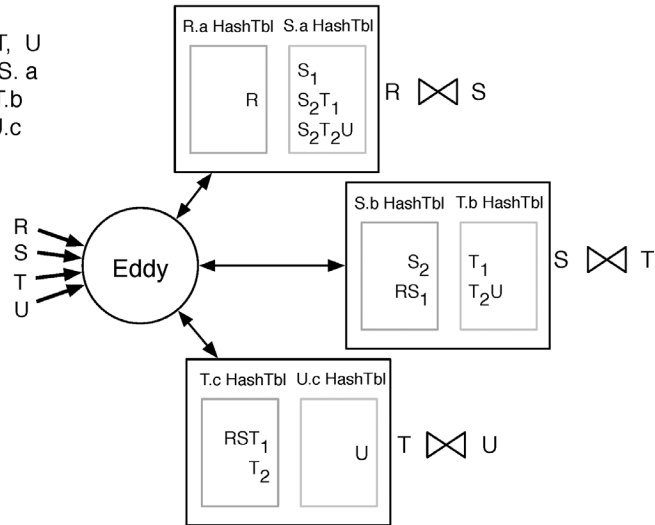 T, U
S. a
T.b
U.c
R.a HashTbl S.a HashTbl
R
S1
S2T1
S2T2U
R ⋈ S
R
S
T
U
Eddy
S.b HashTbl T.b HashTbl
S2
RS1
T1
T2U
S ⋈ T
T.c HashTbl U.c HashTbl
RST1
T2
U
T ⋈ U